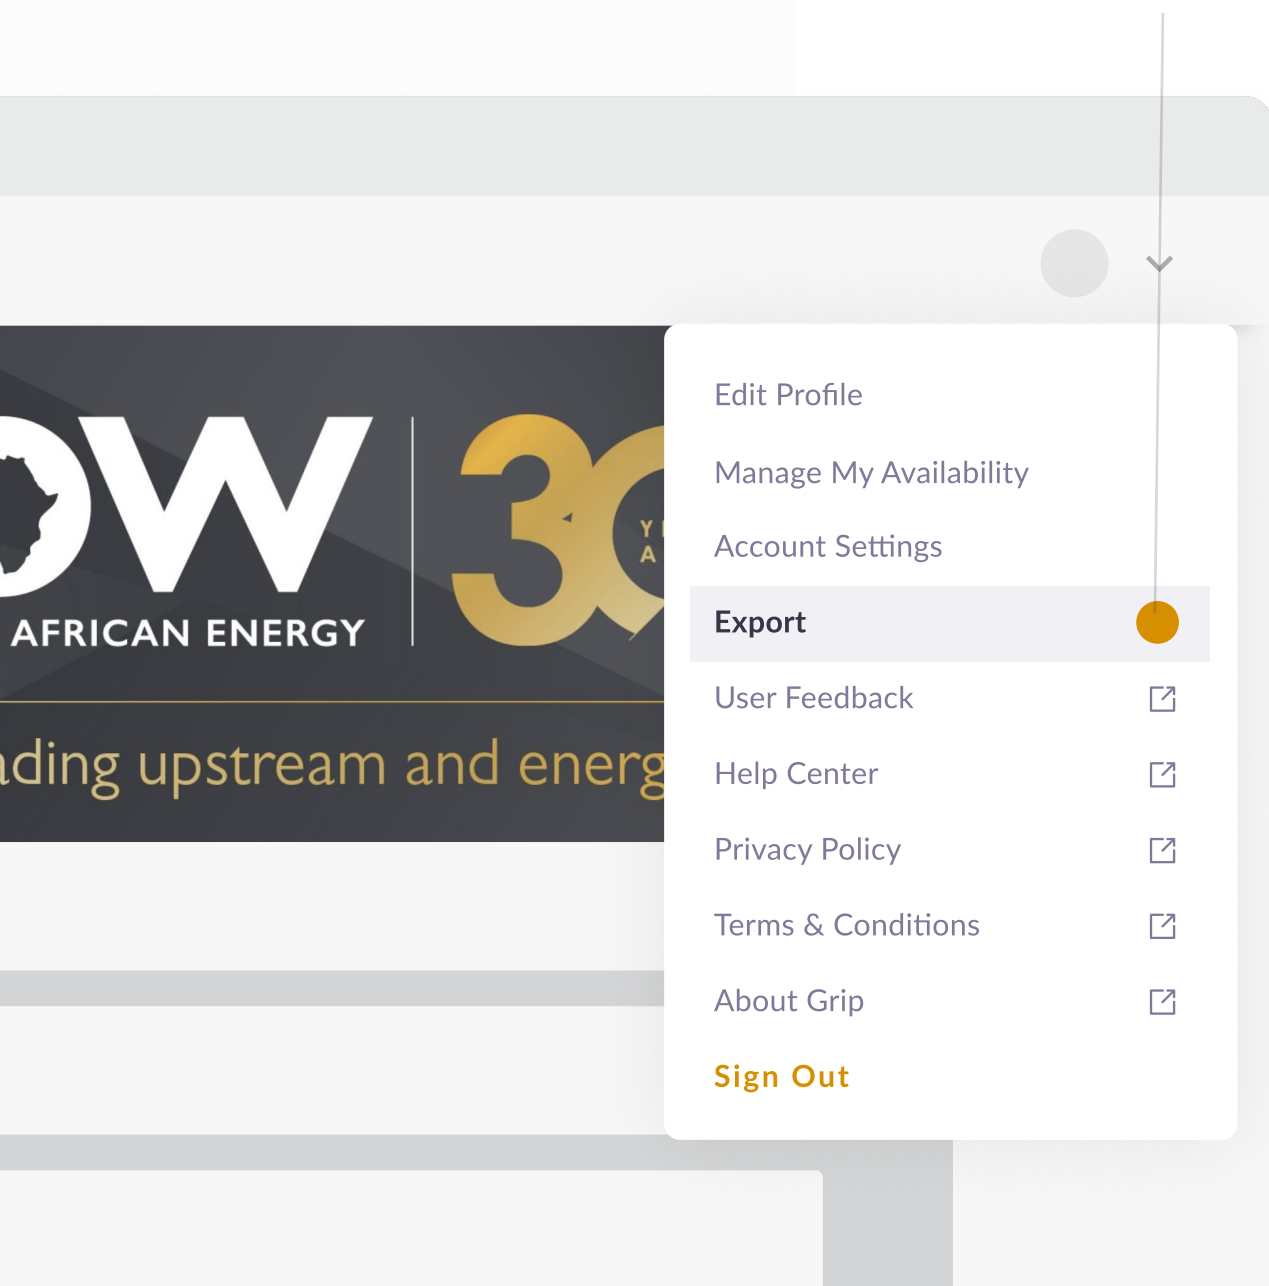 OW
AFRICAN ENERGY
30
ading upstream and energ
Edit Profile
Manage My Availability
Account Settings
Export
User Feedback
Help Center
Privacy Policy
Terms & Conditions
About Grip
Sign Out